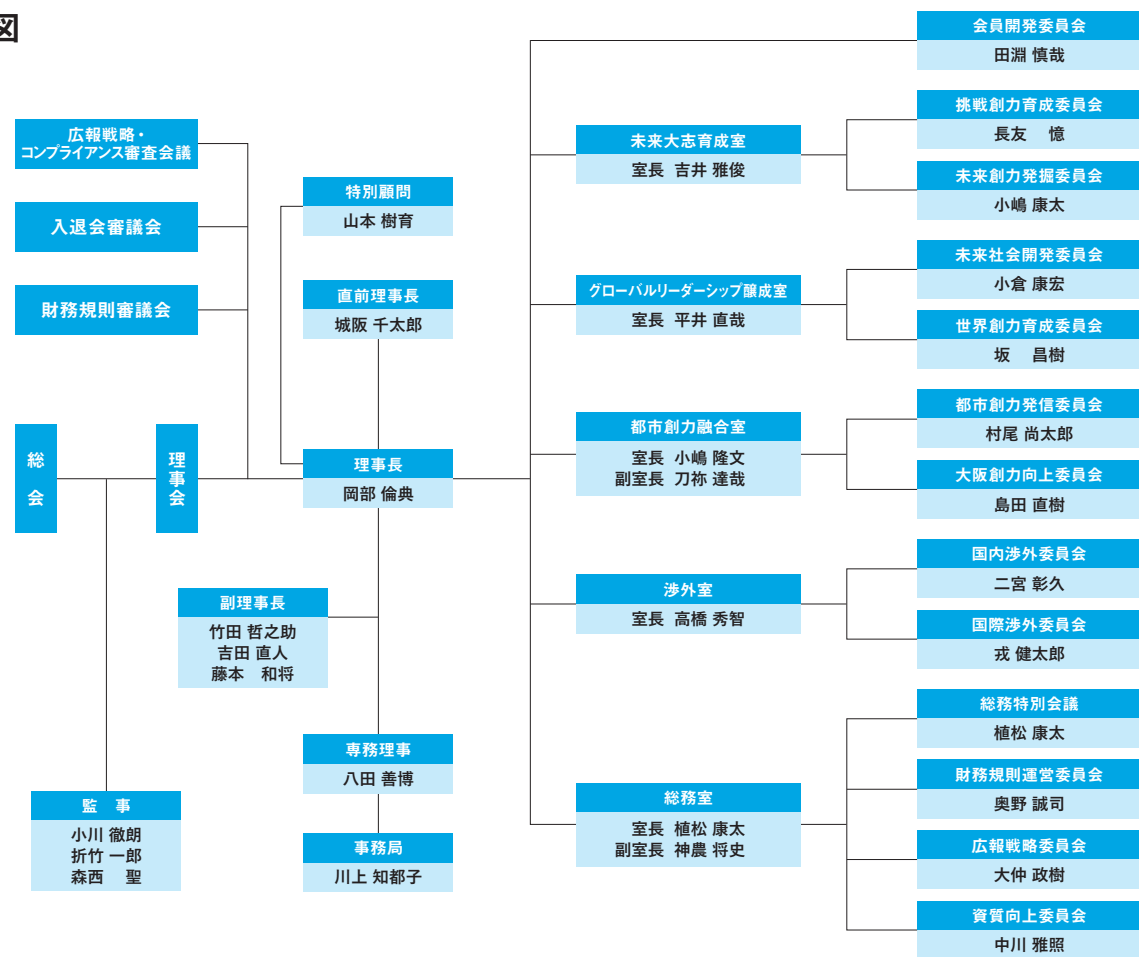 図
広報戦略・
コンプライアンス審査会議
入退会審議会
財務規則審議会
総会
理事会
監　事
小川 徹朗
折竹 一郎
森西　聖
特別顧問
山本 樹育
直前理事長
城阪 千太郎
理事長
岡部 倫典
副理事長
竹田 哲之助
吉田 直人
藤本　和将
専務理事
八田 善博
事務局
川上 知都子
会員開発委員会
田淵 慎哉
未来大志育成室
室長 吉井 雅俊
挑戦創力育成委員会
長友　憶
未来創力発掘委員会
小嶋 康太
グローバルリーダーシップ醸成室
室長 平井 直哉
未来社会開発委員会
小倉 康宏
世界創力育成委員会
坂　昌樹
都市創力融合室
室長 小嶋 隆文
副室長 刀祢 達哉
都市創力発信委員会
村尾 尚太郎
大阪創力向上委員会
島田 直樹
渉外室
室長 高橋 秀智
国内渉外委員会
二宮 彰久
国際渉外委員会
戎 健太郎
総務室
室長 植松 康太
副室長 神農 将史
総務特別会議
植松 康太
財務規則運営委員会
奥野 誠司
広報戦略委員会
大仲 政樹
資質向上委員会
中川 雅照